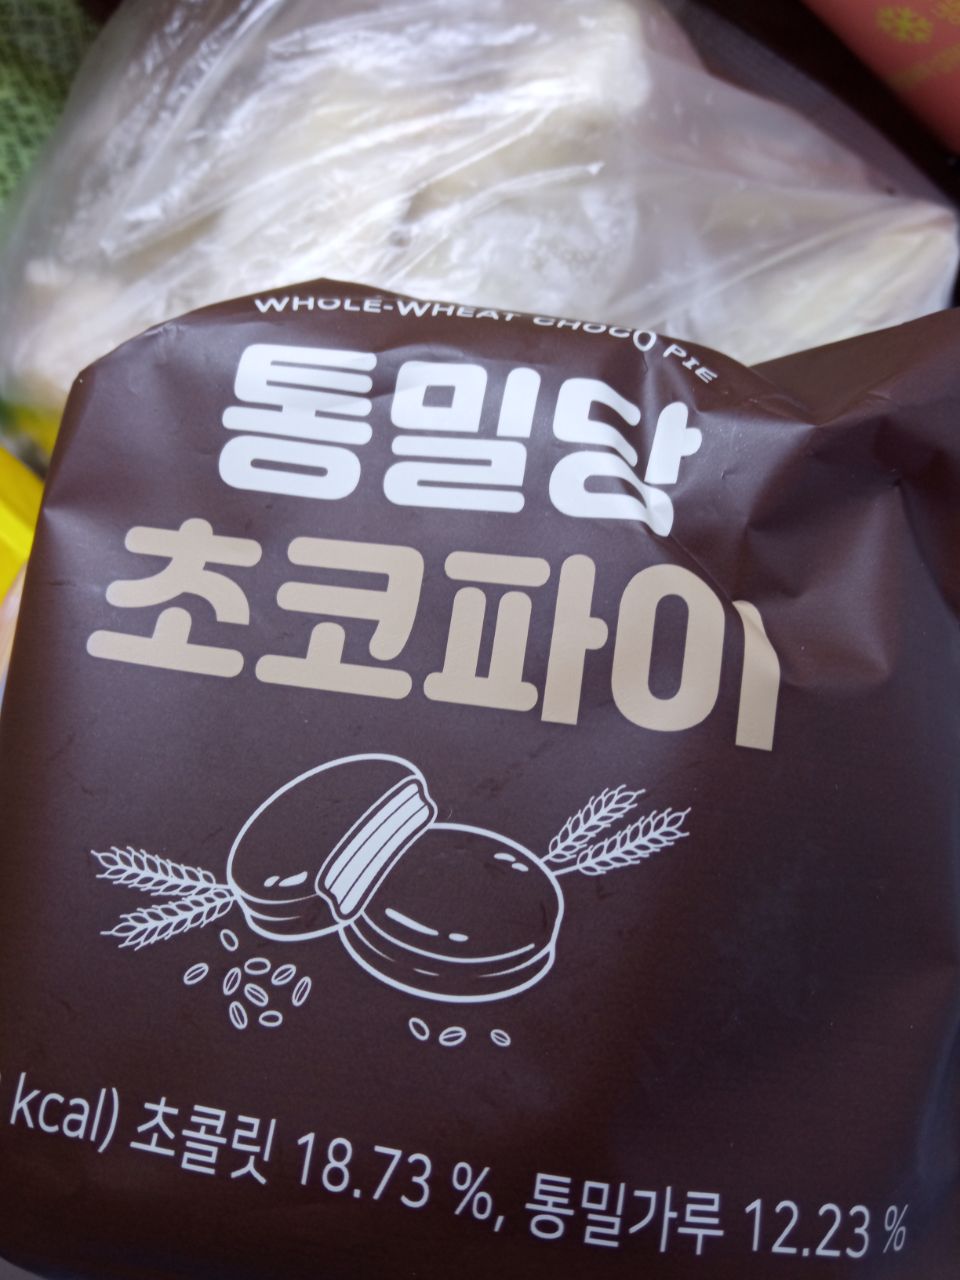 WHOLE-WHEAT CHOCO PIE
통밀당
초코파이
kcal) 초콜릿 18.73 %, 통밀가루 12.23 %